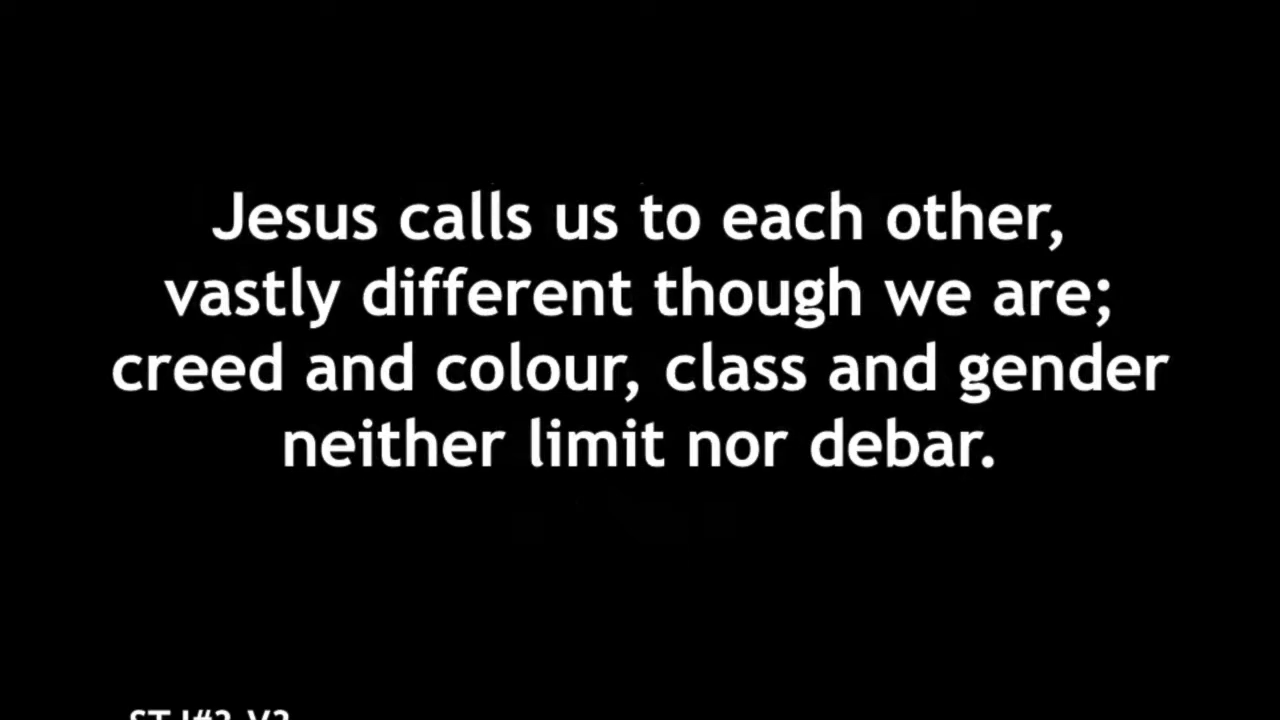 Jesus calls us to each other,
vastly different though we are;
creed and colour, class and gender
neither limit nor debar.